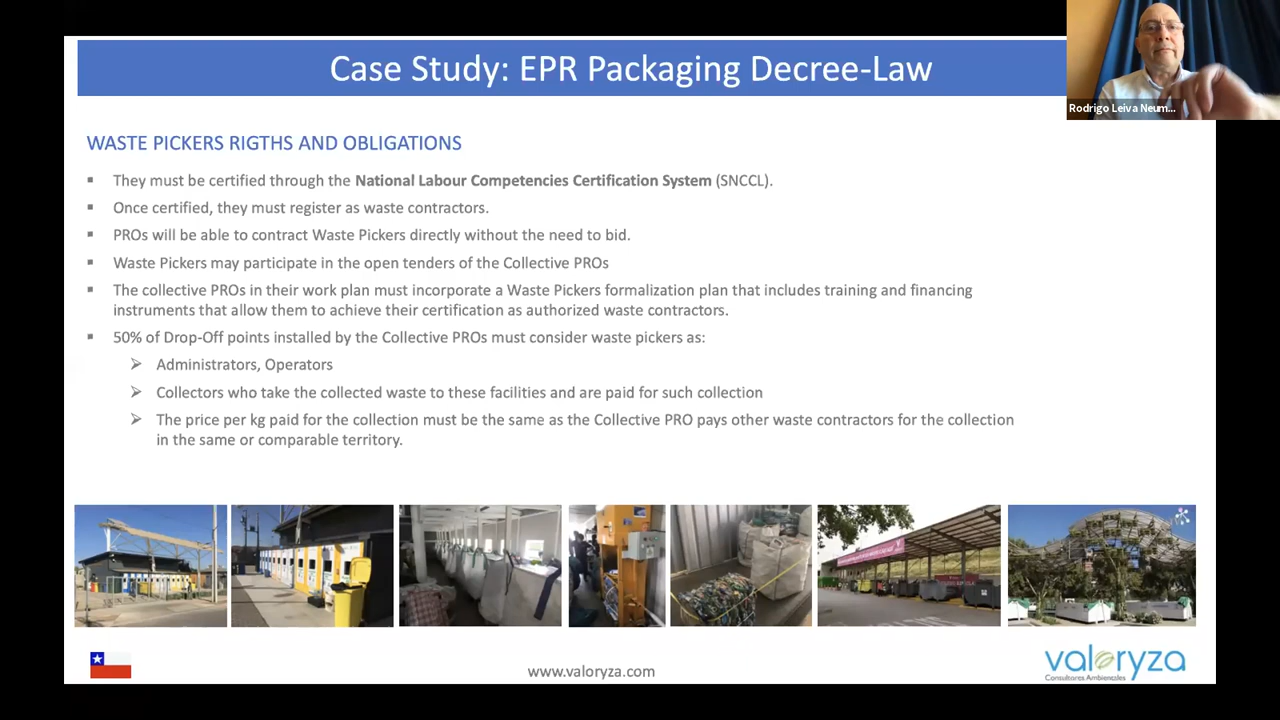 Case Study: EPR Packaging Decree-Law
Rodrigo Leiva Neum...
WASTE PICKERS RIGTHS AND OBLIGATIONS
▪ They must be certified through the National Labour Competencies Certification System (SNCCL).
▪ Once certified, they must register as waste contractors.
▪ PROs will be able to contract Waste Pickers directly without the need to bid.
▪ Waste Pickers may participate in the open tenders of the Collective PROs
▪ The collective PROs in their work plan must incorporate a Waste Pickers formalization plan that includes training and financing
instruments that allow them to achieve their certification as authorized waste contractors.
▪ 50% of Drop-Off points installed by the Collective PROs must consider waste pickers as:
➢ Administrators, Operators
➢ Collectors who take the collected waste to these facilities and are paid for such collection
➢ The price per kg paid for the collection must be the same as the Collective PRO pays other waste contractors for the collection
in the same or comparable territory.
www.valoryza.com
valoryza
Consultores Ambientales